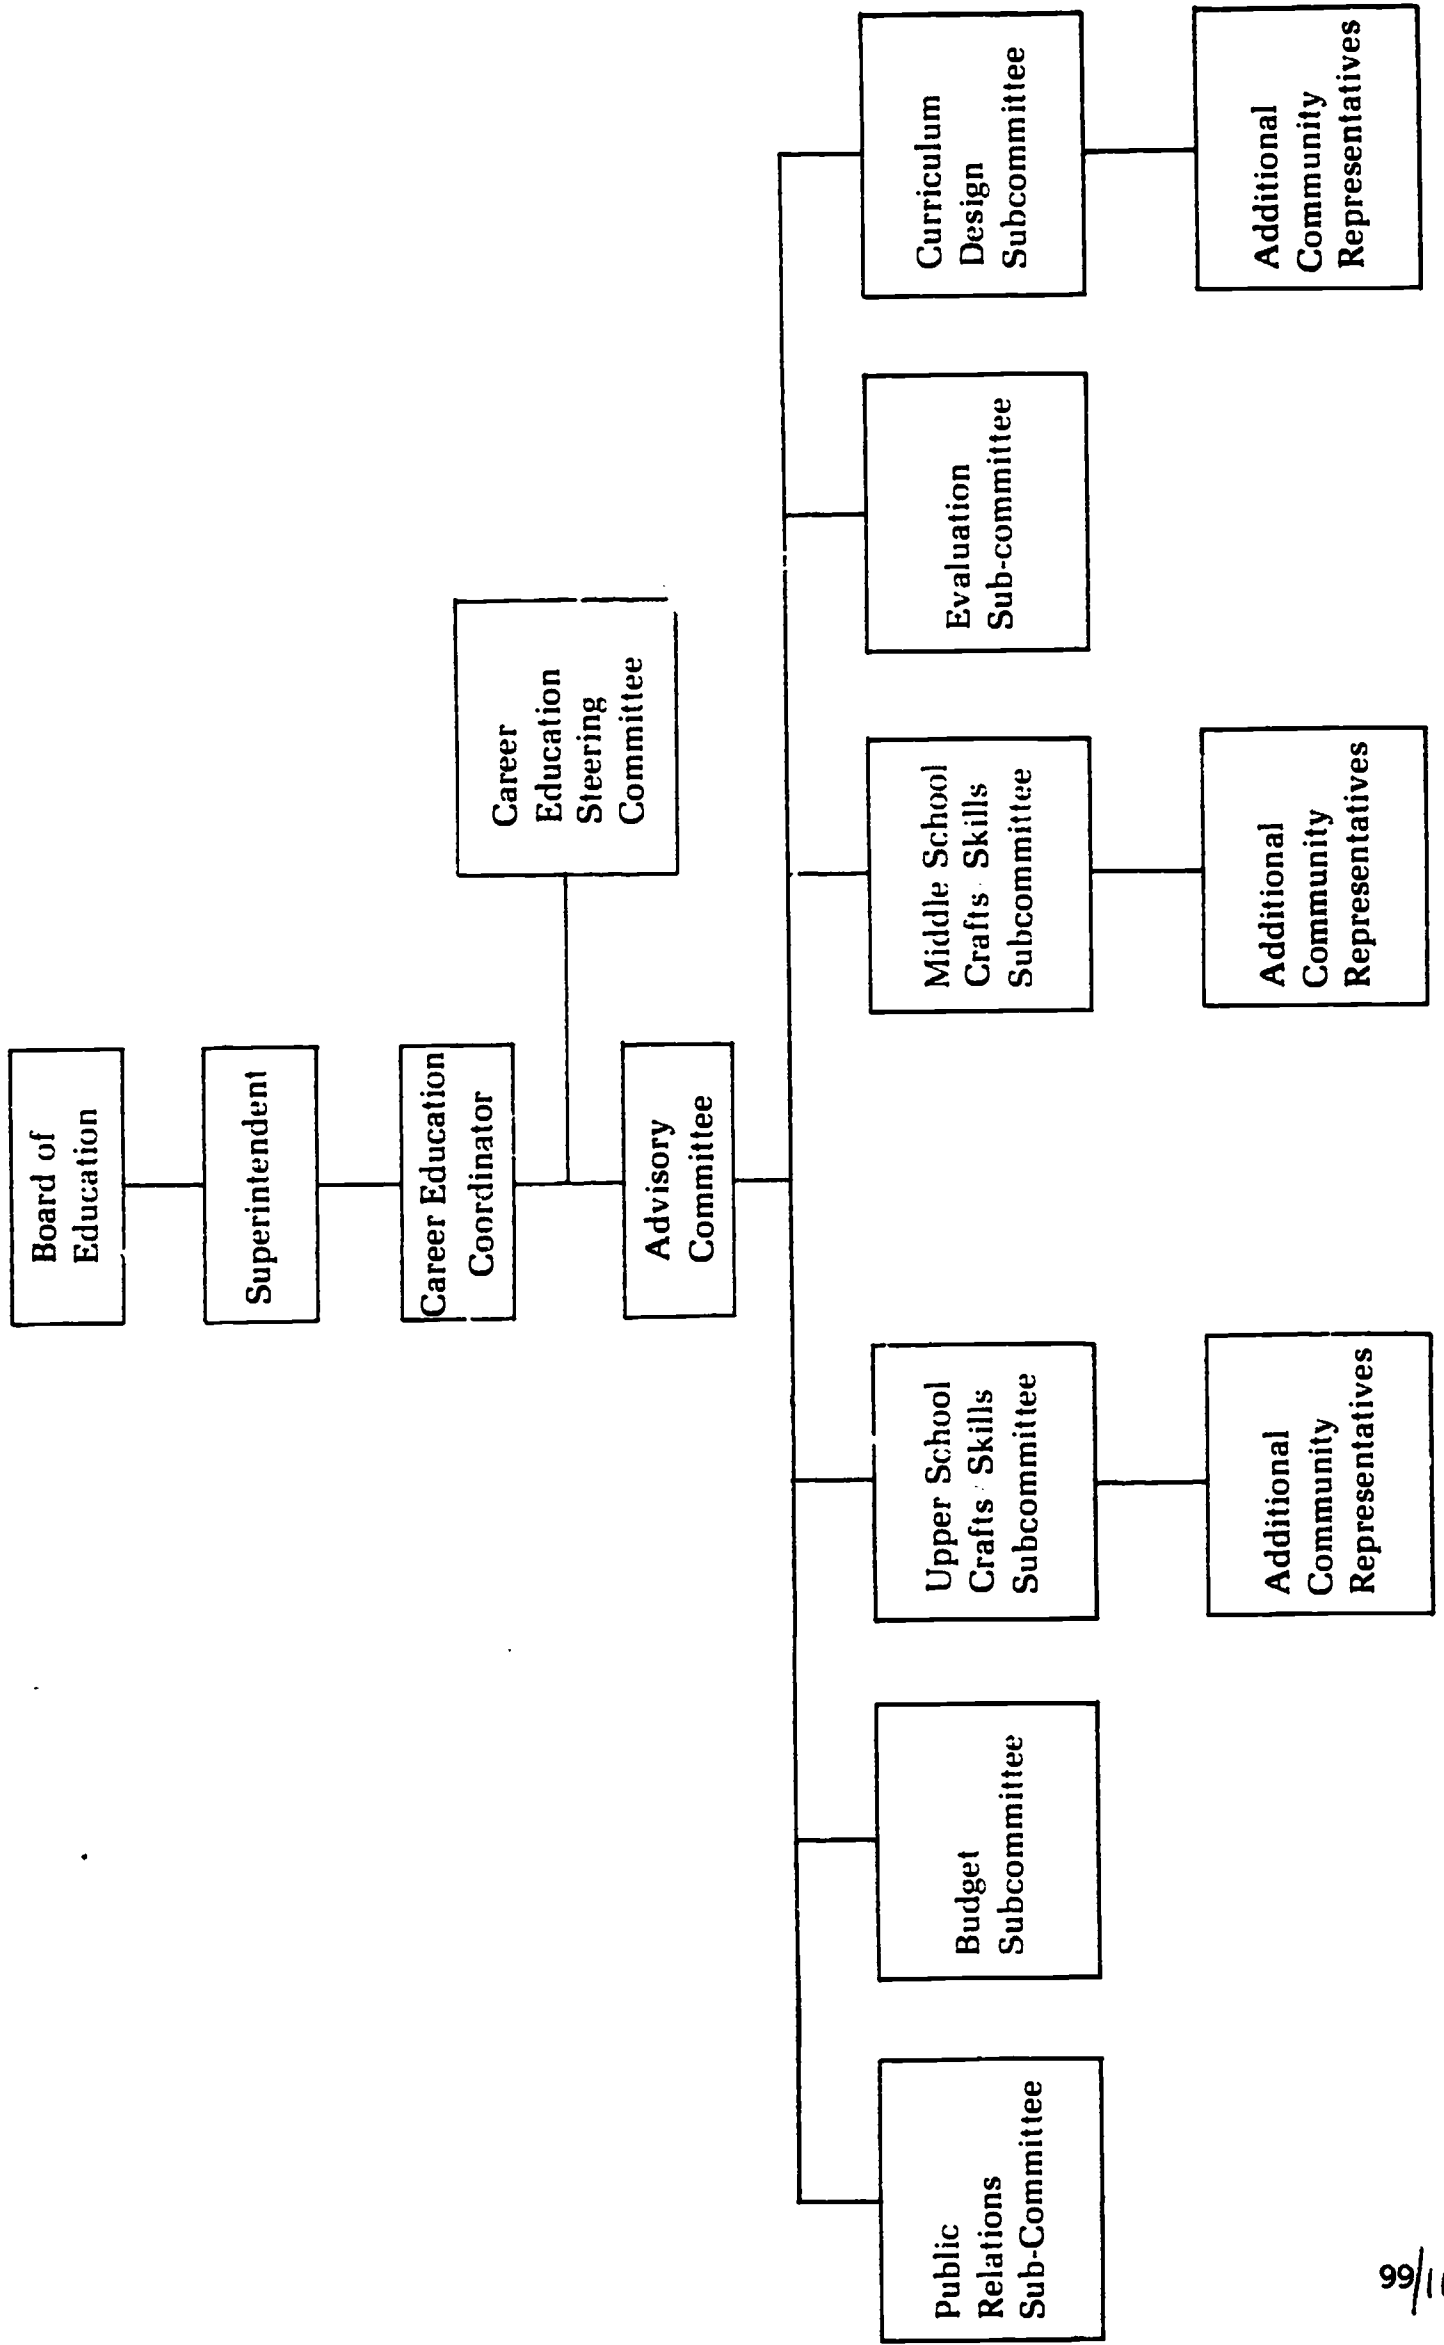 Board of
Education
Superintendent
Career Education
Coordinator
Career
Education
Steering
Committee
Advisory
Committee
Public
Relations
Sub-Committee
Budget
Subcommittee
Upper School
Crafts Skills
Subcommittee
Middle School
Crafts Skills
Subcommittee
Evaluation
Sub-committee
Curriculum
Design
Subcommittee
Additional
Community
Representatives
Additional
Community
Representatives
Additional
Community
Representatives